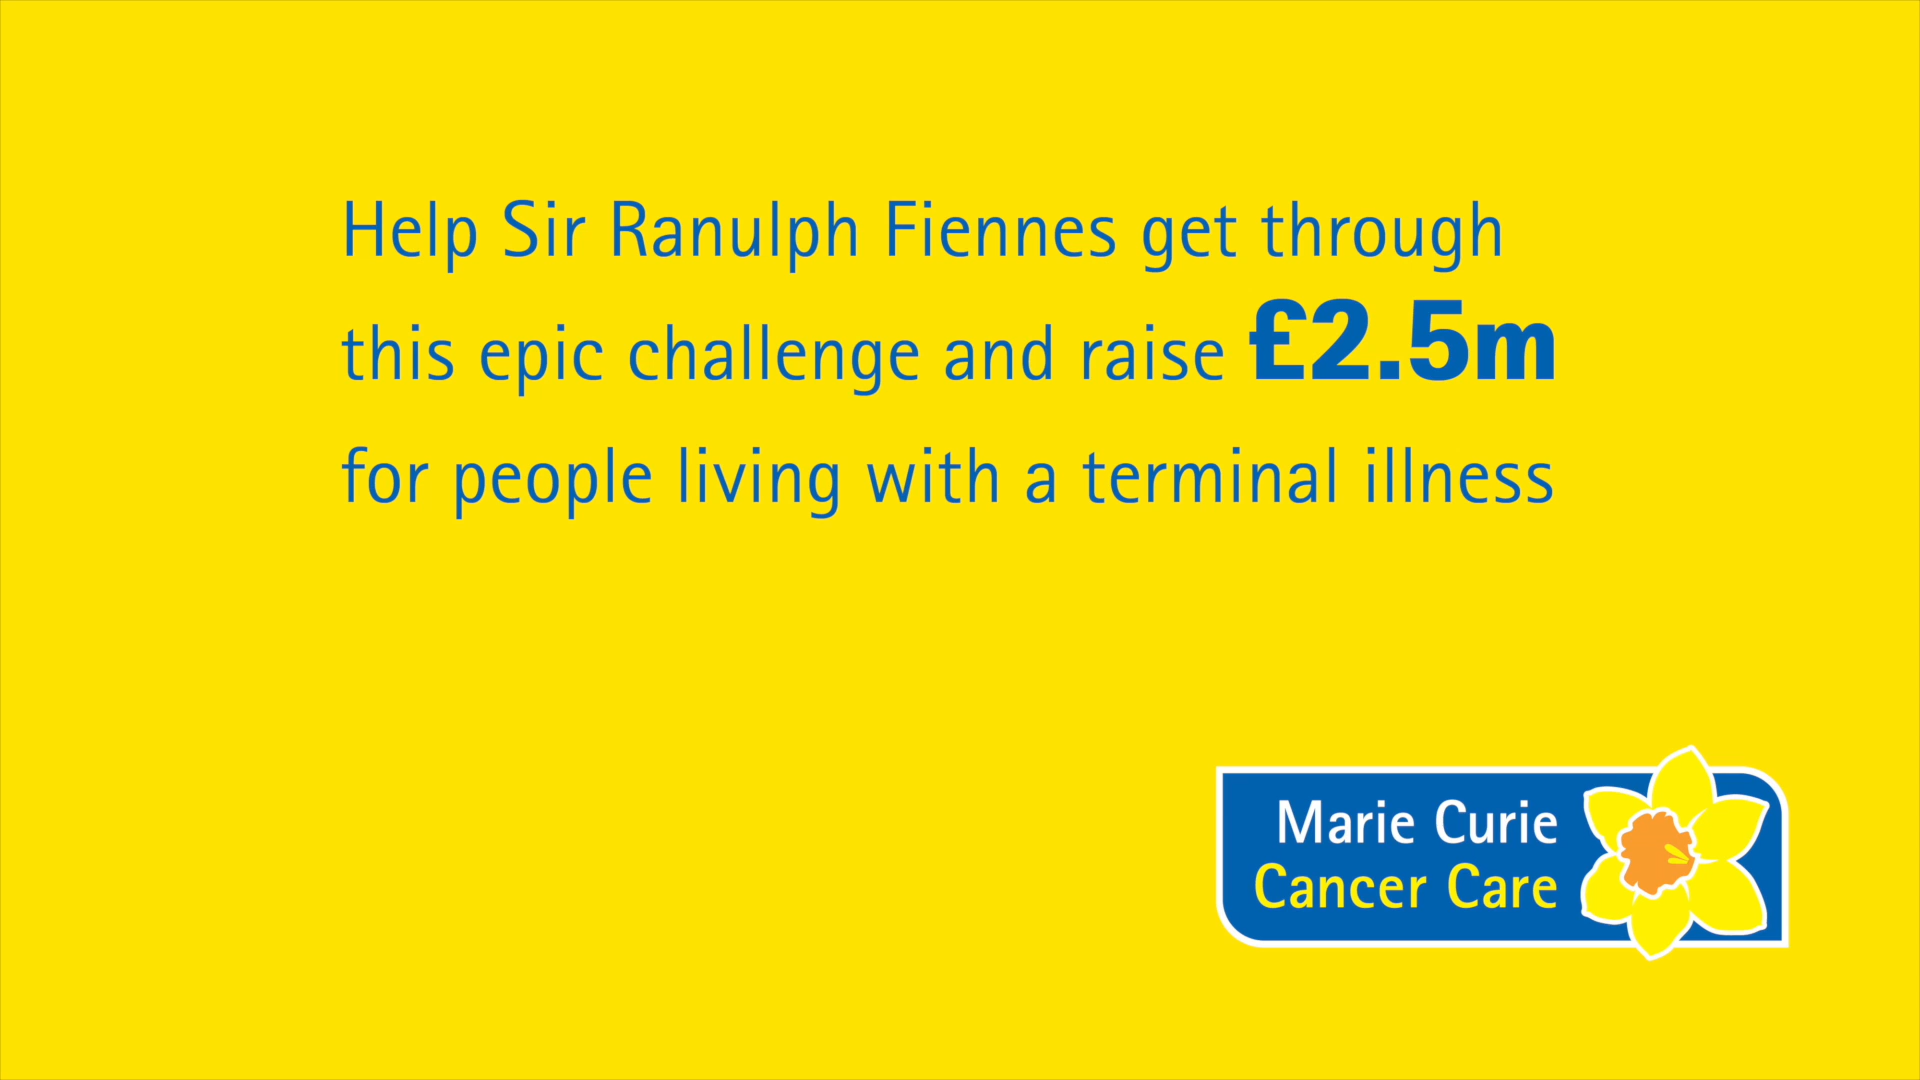 Help Sir Ranulph Fiennes get through
this epic challenge and raise £2.5m
for people living with a terminal illness
Marie Curie
Cancer Care